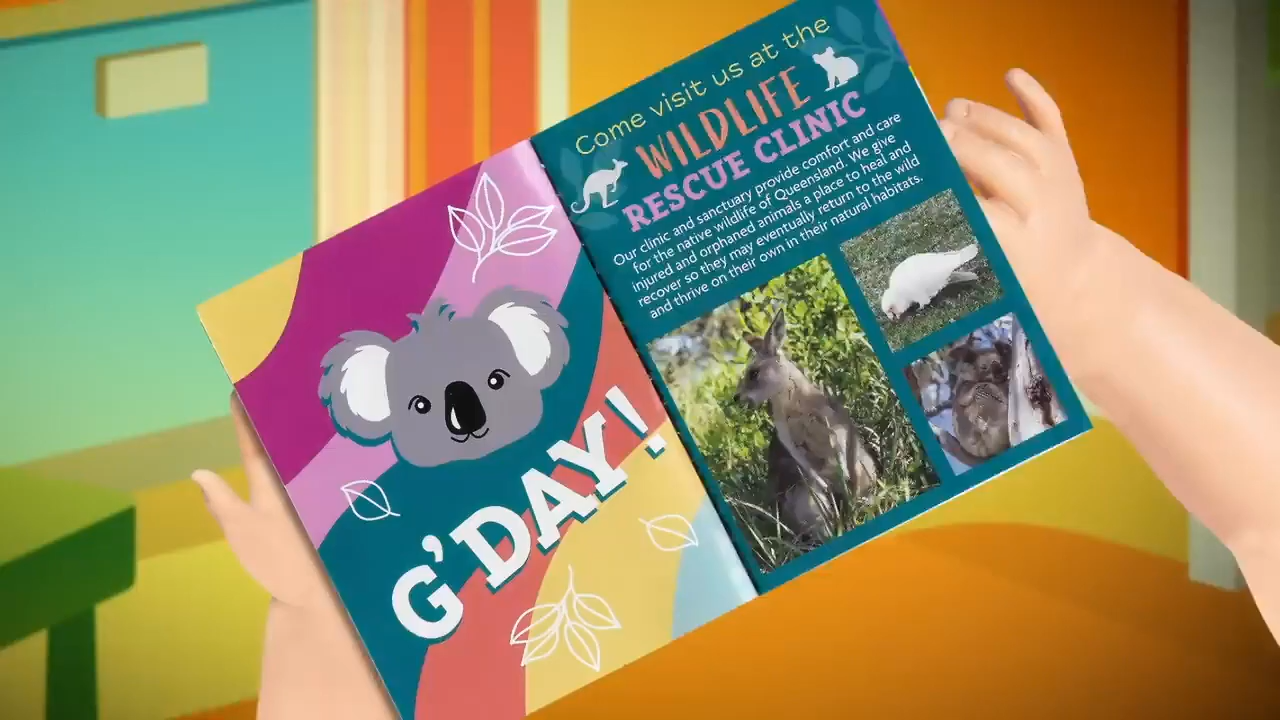 G'DAY!
Come visit us at the
WILDLIFE
RESCUE CLINIC
Our clinic and sanctuary provide comfort and care
for the native wildlife of Queensland. We give
injured and orphaned animals a place to heal and
recover so they may eventually return to the wild
and thrive on their own in their natural habitats.